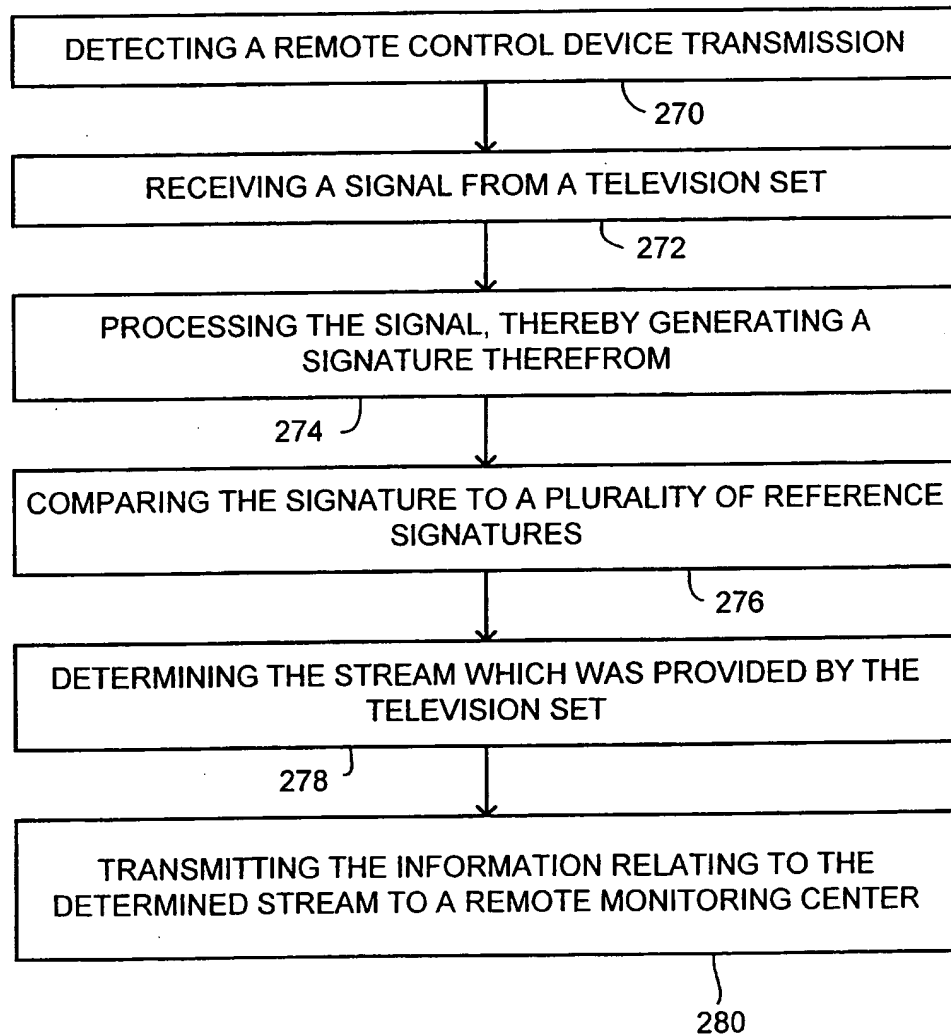 DETECTING A REMOTE CONTROL DEVICE TRANSMISSION
270
RECEIVING A SIGNAL FROM A TELEVISION SET
272
PROCESSING THE SIGNAL, THEREBY GENERATING A
SIGNATURE THEREFROM
274
COMPARING THE SIGNATURE TO A PLURALITY OF REFERENCE
SIGNATURES
276
DETERMINING THE STREAM WHICH WAS PROVIDED BY THE
TELEVISION SET
278
TRANSMITTING THE INFORMATION RELATING TO THE
DETERMINED STREAM TO A REMOTE MONITORING CENTER
280